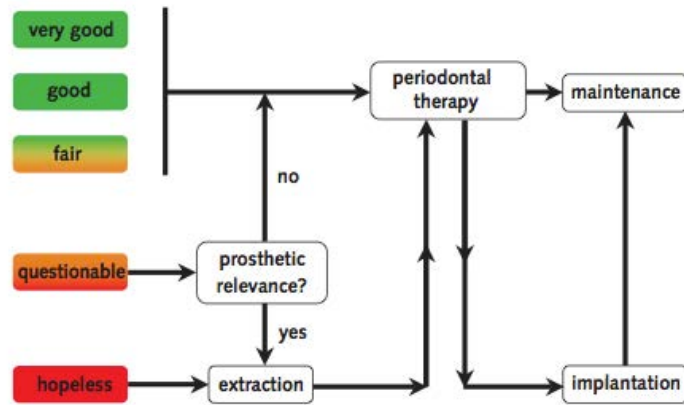 very good
good
fair
periodontal
therapy
maintenance
no
questionable
prosthetic
relevance?
yes
hopeless
extraction
implantation